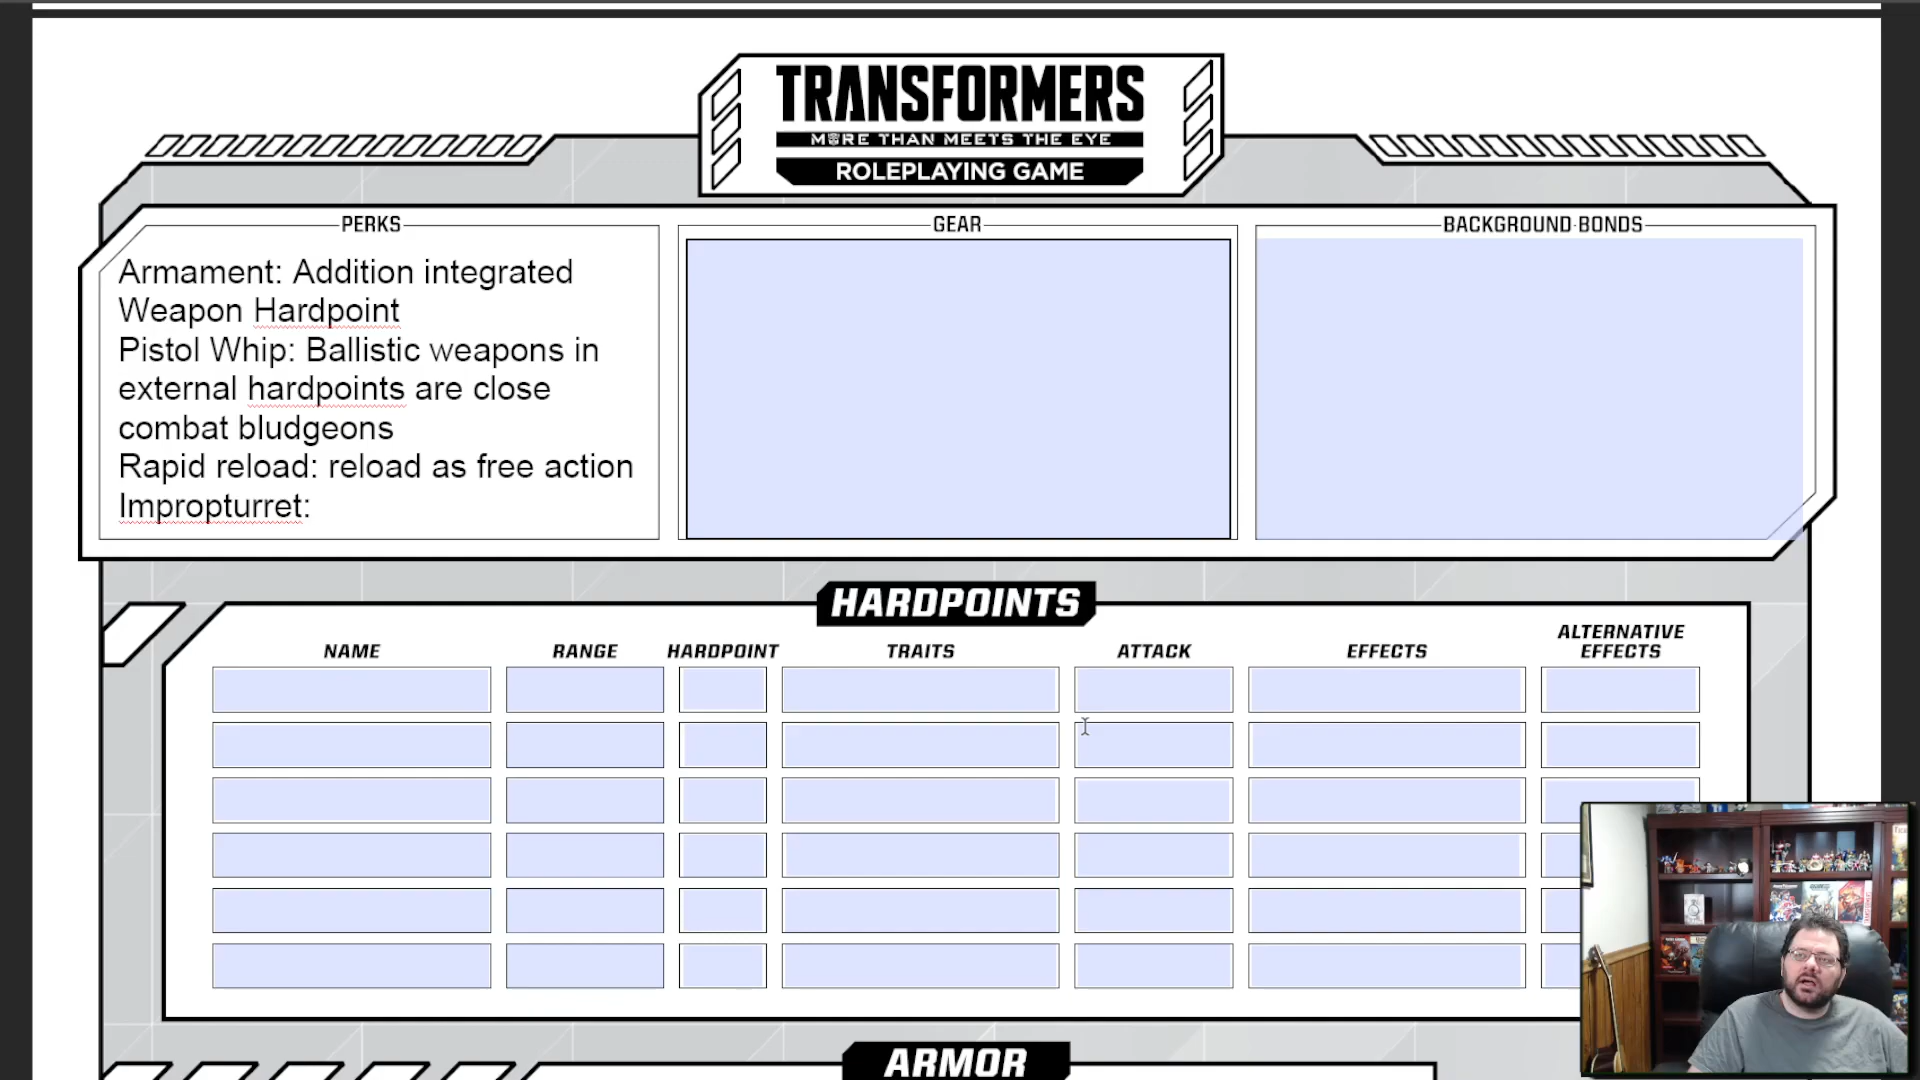 TRANSFORMERS
MORE THAN MEETS THE EYE
ROLEPLAYING GAME
PERKS
GEAR
BACKGROUND BONDS
Armament: Addition integrated
Weapon Hardpoint
Pistol Whip: Ballistic weapons in
external hardpoints are close
combat bludgeons
Rapid reload: reload as free action
Impropturret:
HARDPOINTS
NAME
RANGE
HARDPOINT
TRAITS
ATTACK
EFFECTS
ALTERNATIVE
EFFECTS
ARMOR